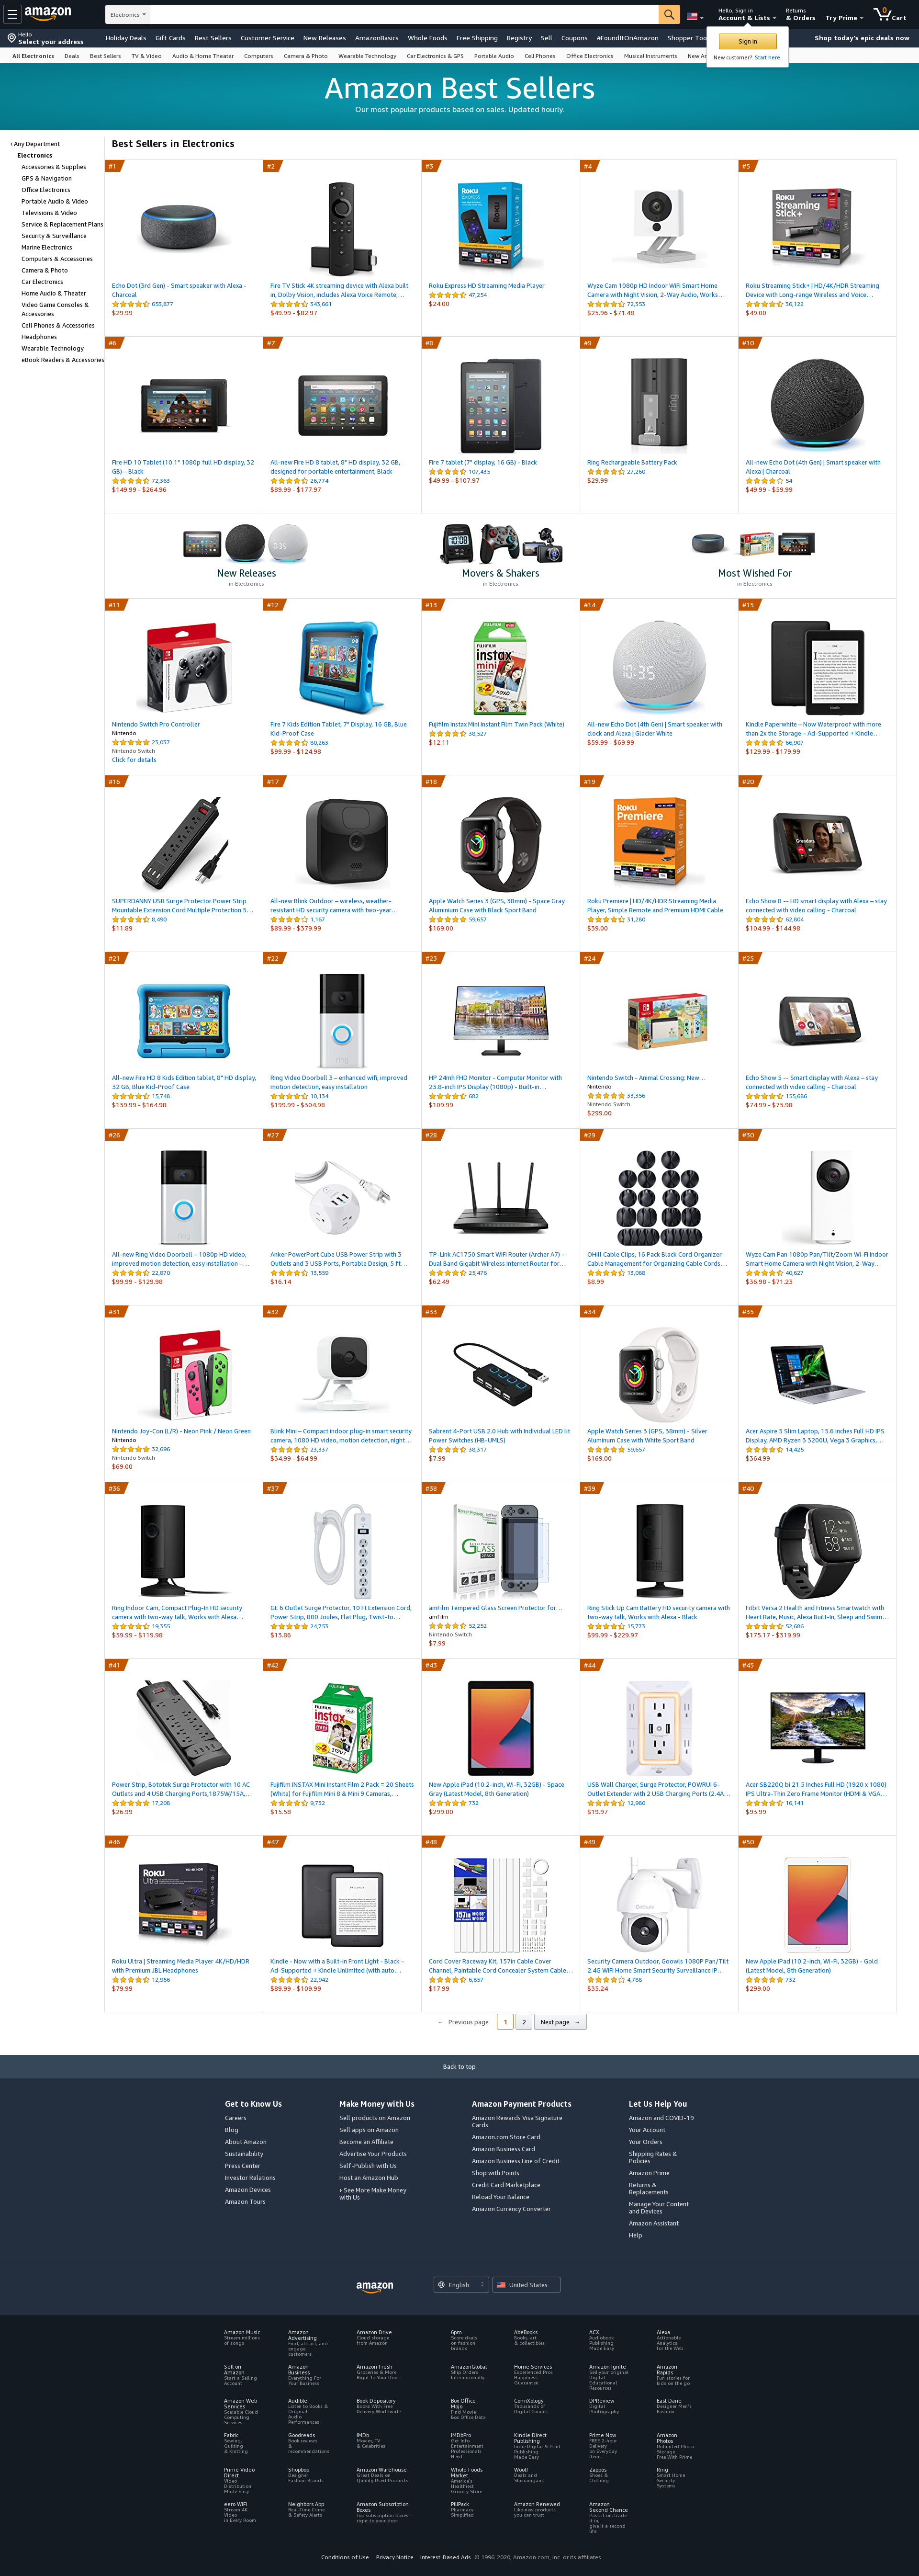 amazon
Electronics
Hello, Sign in
Account & Lists
Returns
& Orders
Try Prime
0
Cart
Hello
Select your address
Holiday Deals Gift Cards Best Sellers Customer Service New Releases AmazonBasics Whole Foods Free Shipping Registry Sell Coupons #FoundItOnAmazon
Shop today's epic deals now
Sign in
New customer? Start here.
All Electronics Deals Best Sellers TV & Video Audio & Home Theater Computers Camera & Photo Wearable Technology Car Electronics & GPS Portable Audio Cell Phones Office Electronics Musical Instruments
Amazon Best Sellers
Our most popular products based on sales. Updated hourly.
‹ Any Department
Electronics
Accessories & Supplies
GPS & Navigation
Office Electronics
Portable Audio & Video
Televisions & Video
Service & Replacement Plans
Security & Surveillance
Marine Electronics
Computers & Accessories
Camera & Photo
Car Electronics
Home Audio & Theater
Video Game Consoles &
Accessories
Cell Phones & Accessories
Headphones
Wearable Technology
eBook Readers & Accessories
Best Sellers in Electronics
#1
Echo Dot (3rd Gen) - Smart speaker with Alexa -
Charcoal
653,877
$29.99
#2
Fire TV Stick 4K streaming device with Alexa built
in, Dolby Vision, includes Alexa Voice Remote,…
343,661
$49.99 - $82.97
#3
Roku Express HD Streaming Media Player
47,254
$24.00
#4
Wyze Cam 1080p HD Indoor WiFi Smart Home
Camera with Night Vision, 2-Way Audio, Works…
72,353
$25.96 - $71.48
#5
Roku Streaming Stick+ | HD/4K/HDR Streaming
Device with Long-range Wireless and Voice…
36,122
$49.00
#6
Fire HD 10 Tablet (10.1" 1080p full HD display, 32
GB) – Black
72,363
$149.99 - $264.96
#7
All-new Fire HD 8 tablet, 8" HD display, 32 GB,
designed for portable entertainment, Black
26,774
$89.99 - $177.97
#8
Fire 7 tablet (7" display, 16 GB) - Black
107,435
$49.99 - $107.97
#9
Ring Rechargeable Battery Pack
27,260
$29.99
#10
All-new Echo Dot (4th Gen) | Smart speaker with
Alexa | Charcoal
54
$49.99 - $59.99
New Releases
in Electronics
Movers & Shakers
in Electronics
Most Wished For
in Electronics
#11
Nintendo Switch Pro Controller
Nintendo
23,037
Nintendo Switch
Click for details
#12
Fire 7 Kids Edition Tablet, 7" Display, 16 GB, Blue
Kid-Proof Case
80,263
$99.99 - $124.98
#13
Fujifilm Instax Mini Instant Film Twin Pack (White)
38,527
$12.11
#14
All-new Echo Dot (4th Gen) | Smart speaker with
clock and Alexa | Glacier White
$59.99 - $69.99
#15
Kindle Paperwhite – Now Waterproof with more
than 2x the Storage – Ad-Supported + Kindle…
66,907
$129.99 - $179.99
#16
SUPERDANNY USB Surge Protector Power Strip
Mountable Extension Cord Multiple Protection 5…
8,490
$11.89
#17
All-new Blink Outdoor – wireless, weather-
resistant HD security camera with two-year…
1,167
$89.99 - $379.99
#18
Apple Watch Series 3 (GPS, 38mm) - Space Gray
Aluminium Case with Black Sport Band
59,657
$169.00
#19
Roku Premiere | HD/4K/HDR Streaming Media
Player, Simple Remote and Premium HDMI Cable
31,280
$39.00
#20
Echo Show 8 -- HD smart display with Alexa – stay
connected with video calling - Charcoal
62,804
$104.99 - $144.98
#21
All-new Fire HD 8 Kids Edition tablet, 8" HD display,
32 GB, Blue Kid-Proof Case
15,748
$139.99 - $164.98
#22
Ring Video Doorbell 3 – enhanced wifi, improved
motion detection, easy installation
10,134
$199.99 - $304.98
#23
HP 24mh FHD Monitor - Computer Monitor with
23.8-inch IPS Display (1080p) - Built-in…
682
$109.99
#24
Nintendo Switch - Animal Crossing: New…
Nintendo
33,356
Nintendo Switch
$299.00
#25
Echo Show 5 -- Smart display with Alexa – stay
connected with video calling - Charcoal
155,686
$74.99 - $75.98
#26
All-new Ring Video Doorbell – 1080p HD video,
improved motion detection, easy installation –…
22,870
$99.99 - $129.98
#27
Anker PowerPort Cube USB Power Strip with 3
Outlets and 3 USB Ports, Portable Design, 5 ft…
13,559
$16.14
#28
TP-Link AC1750 Smart WiFi Router (Archer A7) -
Dual Band Gigabit Wireless Internet Router for…
25,476
$62.49
#29
OHill Cable Clips, 16 Pack Black Cord Organizer
Cable Management for Organizing Cable Cords…
13,088
$8.99
#30
Wyze Cam Pan 1080p Pan/Tilt/Zoom Wi-Fi Indoor
Smart Home Camera with Night Vision, 2-Way…
40,627
$36.98 - $71.23
#31
Nintendo Joy-Con (L/R) - Neon Pink / Neon Green
Nintendo
32,696
Nintendo Switch
$69.00
#32
Blink Mini – Compact indoor plug-in smart security
camera, 1080 HD video, motion detection, night…
23,337
$34.99 - $64.99
#33
Sabrent 4-Port USB 2.0 Hub with Individual LED lit
Power Switches (HB-UMLS)
38,317
$7.99
#34
Apple Watch Series 3 (GPS, 38mm) - Silver
Aluminum Case with White Sport Band
59,657
$169.00
#35
Acer Aspire 5 Slim Laptop, 15.6 inches Full HD IPS
Display, AMD Ryzen 3 3200U, Vega 3 Graphics,…
14,425
$364.99
#36
Ring Indoor Cam, Compact Plug-In HD security
camera with two-way talk, Works with Alexa…
19,355
$59.99 - $119.98
#37
GE 6 Outlet Surge Protector, 10 Ft Extension Cord,
Power Strip, 800 Joules, Flat Plug, Twist-to…
24,753
$13.86
#38
amFilm Tempered Glass Screen Protector for…
amFilm
52,252
Nintendo Switch
$7.99
#39
Ring Stick Up Cam Battery HD security camera with
two-way talk, Works with Alexa - Black
15,773
$99.99 - $229.97
#40
Fitbit Versa 2 Health and Fitness Smartwatch with
Heart Rate, Music, Alexa Built-In, Sleep and Swim…
52,686
$175.17 - $319.99
#41
Power Strip, Bototek Surge Protector with 10 AC
Outlets and 4 USB Charging Ports,1875W/15A,…
17,208
$26.99
#42
Fujifilm INSTAX Mini Instant Film 2 Pack = 20 Sheets
(White) for Fujifilm Mini 8 & Mini 9 Cameras,…
9,732
$15.58
#43
New Apple iPad (10.2-inch, Wi-Fi, 32GB) - Space
Gray (Latest Model, 8th Generation)
732
$299.00
#44
USB Wall Charger, Surge Protector, POWRUI 6-
Outlet Extender with 2 USB Charging Ports (2.4A…
12,980
$19.97
#45
Acer SB220Q bi 21.5 Inches Full HD (1920 x 1080)
IPS Ultra-Thin Zero Frame Monitor (HDMI & VGA…
16,141
$93.99
#46
Roku Ultra | Streaming Media Player 4K/HD/HDR
with Premium JBL Headphones
12,956
$79.99
#47
Kindle - Now with a Built-in Front Light - Black -
Ad-Supported + Kindle Unlimited (with auto…
22,942
$89.99 - $109.99
#48
Cord Cover Raceway Kit, 157in Cable Cover
Channel, Paintable Cord Concealer System Cable…
6,857
$17.99
#49
Security Camera Outdoor, Goowls 1080P Pan/Tilt
2.4G WiFi Home Smart Security Surveillance IP…
4,788
$35.24
#50
New Apple iPad (10.2-inch, Wi-Fi, 32GB) - Gold
(Latest Model, 8th Generation)
732
$299.00
← Previous page 1 2 Next page →
Back to top
Get to Know Us
Careers
Blog
About Amazon
Sustainability
Press Center
Investor Relations
Amazon Devices
Amazon Tours
Make Money with Us
Sell products on Amazon
Sell apps on Amazon
Become an Affiliate
Advertise Your Products
Self-Publish with Us
Host an Amazon Hub
› See More Make Money
with Us
Amazon Payment Products
Amazon Rewards Visa Signature
Cards
Amazon.com Store Card
Amazon Business Card
Amazon Business Line of Credit
Shop with Points
Credit Card Marketplace
Reload Your Balance
Amazon Currency Converter
Let Us Help You
Amazon and COVID-19
Your Account
Your Orders
Shipping Rates &
Policies
Amazon Prime
Returns &
Replacements
Manage Your Content
and Devices
Amazon Assistant
Help
amazon
English
United States
Amazon Music
Stream millions
of songs
Amazon
Advertising
Find, attract, and
engage
customers
Amazon Drive
Cloud storage
from Amazon
6pm
Score deals
on fashion
brands
AbeBooks
Books, art
& collectibles
ACX
Audiobook
Publishing
Made Easy
Alexa
Actionable
Analytics
for the Web
Sell on
Amazon
Start a Selling
Account
Amazon
Business
Everything For
Your Business
Amazon Fresh
Groceries & More
Right To Your Door
AmazonGlobal
Ship Orders
Internationally
Home Services
Experienced Pros
Happiness
Guarantee
Amazon Ignite
Sell your original
Digital
Educational
Resources
Amazon
Rapids
Fun stories for
kids on the go
Amazon Web
Services
Scalable Cloud
Computing
Services
Audible
Listen to Books &
Original
Audio
Performances
Book Depository
Books With Free
Delivery Worldwide
Box Office
Mojo
Find Movie
Box Office Data
ComiXology
Thousands of
Digital Comics
DPReview
Digital
Photography
East Dane
Designer Men's
Fashion
Fabric
Sewing,
Quilting
& Knitting
Goodreads
Book reviews
&
recommendations
IMDb
Movies, TV
& Celebrities
IMDbPro
Get Info
Entertainment
Professionals
Need
Kindle Direct
Publishing
Indie Digital & Print
Publishing
Made Easy
Prime Now
FREE 2-hour
Delivery
on Everyday
Items
Amazon
Photos
Unlimited Photo
Storage
Free With Prime
Prime Video
Direct
Video
Distribution
Made Easy
Shopbop
Designer
Fashion Brands
Amazon Warehouse
Great Deals on
Quality Used Products
Whole Foods
Market
America's
Healthiest
Grocery Store
Woot!
Deals and
Shenanigans
Zappos
Shoes &
Clothing
Ring
Smart Home
Security
Systems
eero WiFi
Stream 4K
Video
in Every Room
Neighbors App
Real-Time Crime
& Safety Alerts
Amazon Subscription
Boxes
Top subscription boxes –
right to your door
PillPack
Pharmacy
Simplified
Amazon Renewed
Like-new products
you can trust
Amazon
Second Chance
Pass it on, trade
it in,
give it a second
life
Conditions of Use Privacy Notice Interest-Based Ads © 1996-2020, Amazon.com, Inc. or its affiliates